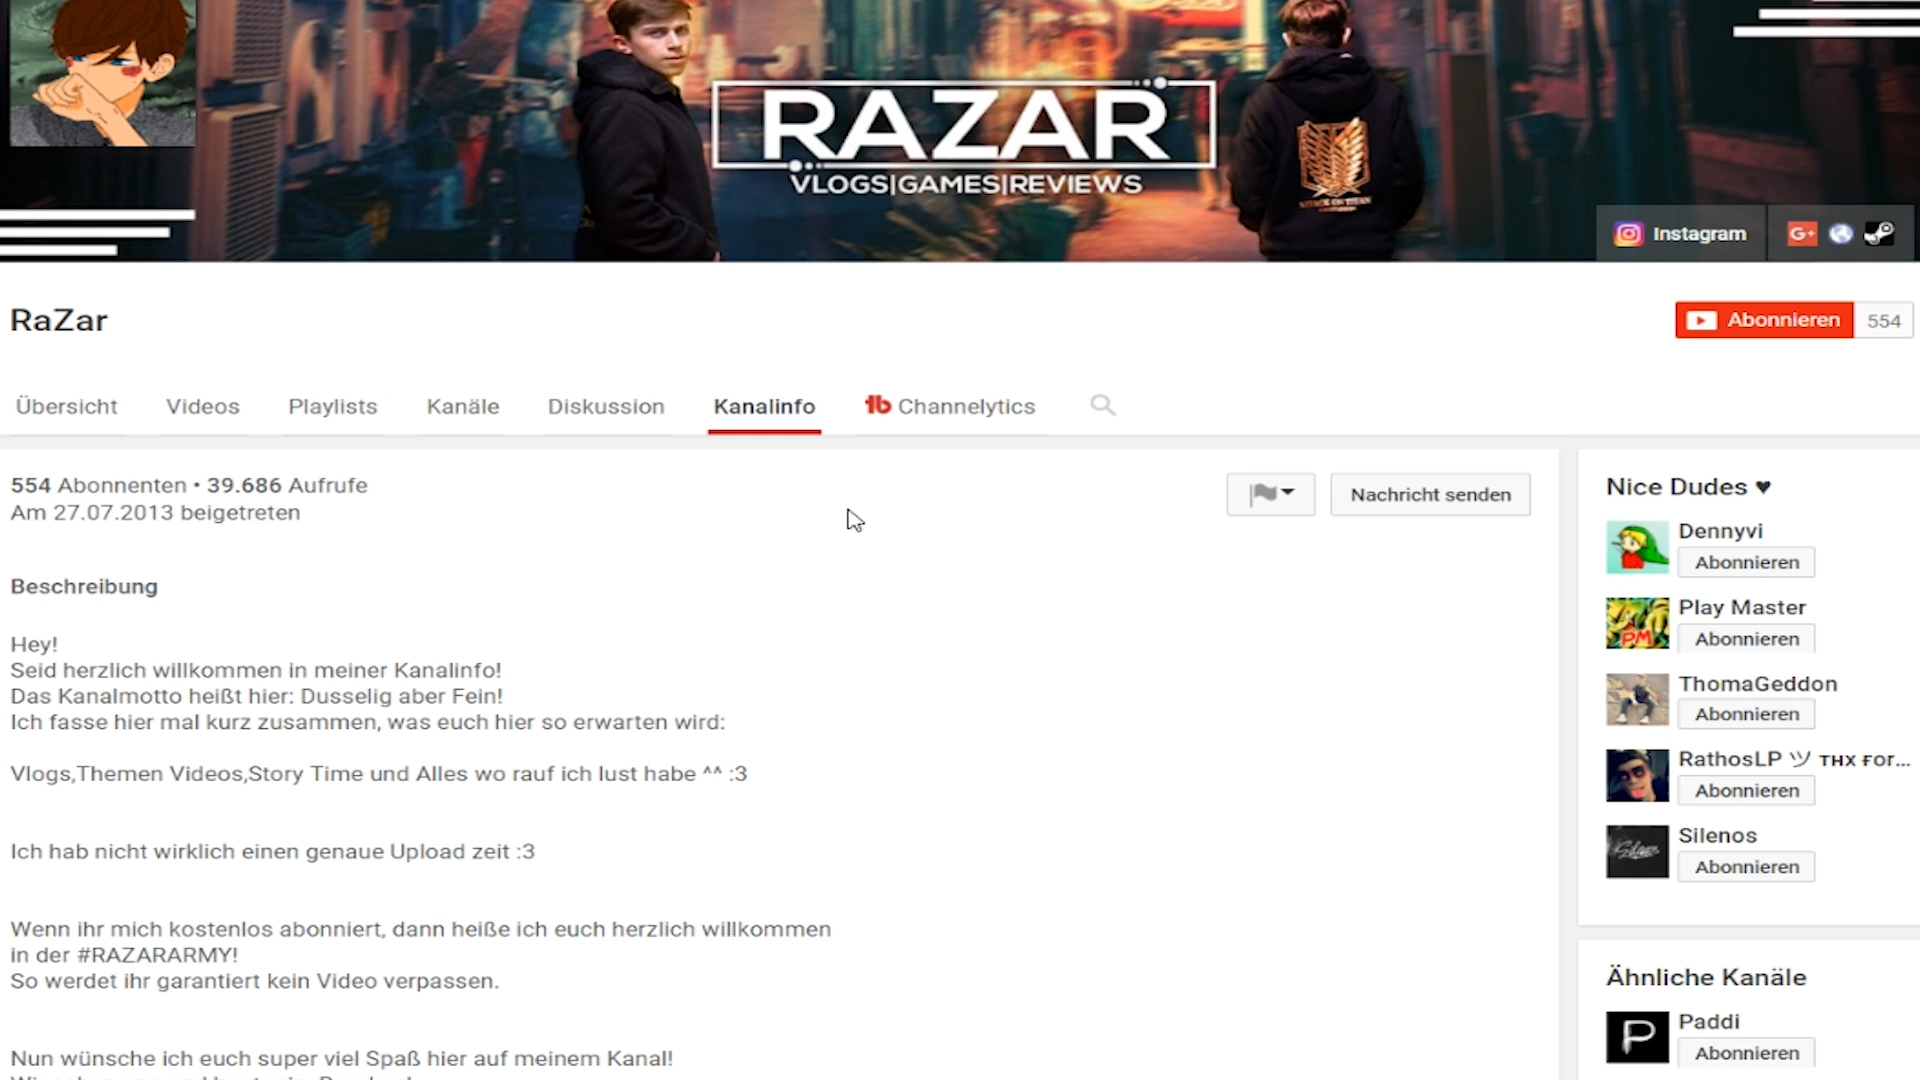 RAZAR
VLOGS|GAMES|REVIEWS
ATTACK ON TITAN
Instagram
G+
RaZar
Abonnieren 554
Übersicht Videos Playlists Kanäle Diskussion Kanalinfo Channelytics
554 Abonnenten • 39.686 Aufrufe
Am 27.07.2013 beigetreten
Nachricht senden
Beschreibung
Hey!
Seid herzlich willkommen in meiner Kanalinfo!
Das Kanalmotto heißt hier: Dusselig aber Fein!
Ich fasse hier mal kurz zusammen, was euch hier so erwarten wird:
Vlogs,Themen Videos,Story Time und Alles wo rauf ich lust habe ^^ :3
Ich hab nicht wirklich einen genaue Upload zeit :3
Wenn ihr mich kostenlos abonniert, dann heiße ich euch herzlich willkommen
in der #RAZARARMY!
So werdet ihr garantiert kein Video verpassen.
Nun wünsche ich euch super viel Spaß hier auf meinem Kanal!
Nice Dudes ♥
Dennyvi
Abonnieren
Play Master
PM
Abonnieren
ThomaGeddon
Abonnieren
RathosLP ツ ᴛʜx ғor...
Abonnieren
Silenos
Abonnieren
Ähnliche Kanäle
P
Paddi
Abonnieren